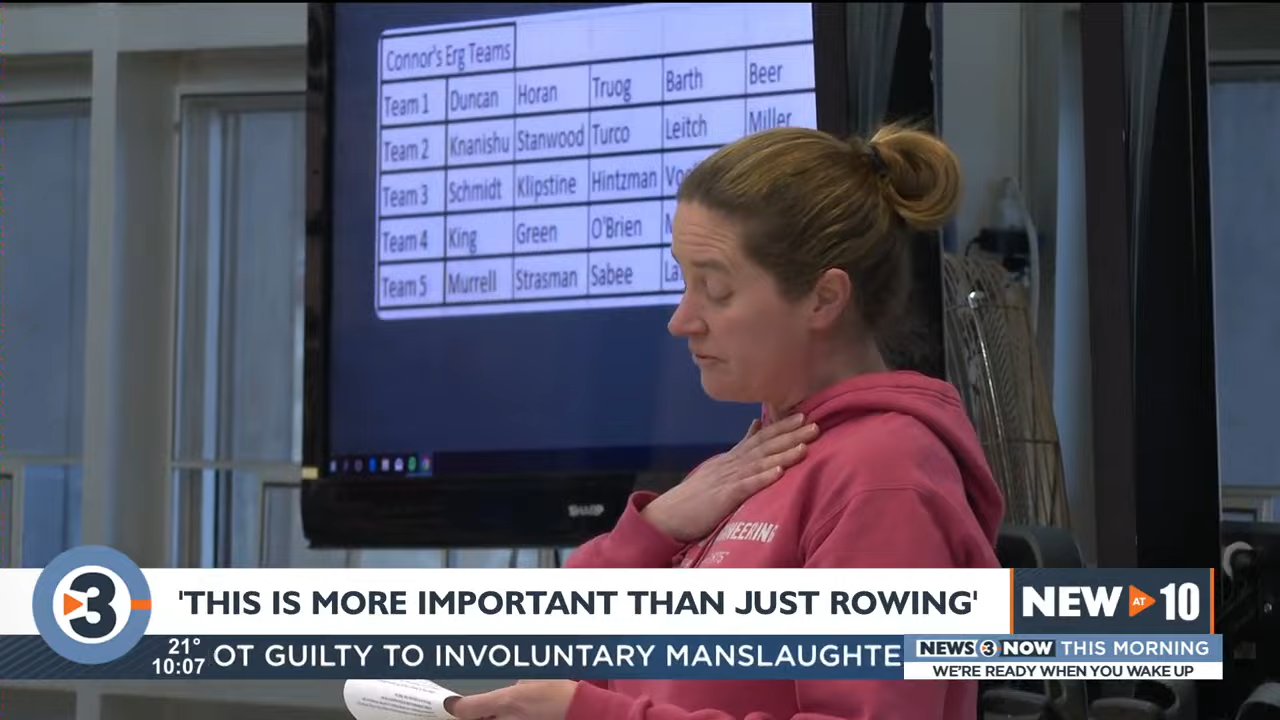 Connor's Erg Teams
Team 1 Duncan Horan Truog Barth Beer
Team 2 Knanishu Stanwood Turco Leitch Miller
Team 3 Schmidt Klipstine Hintzman
Team 4 King Green O'Brien
Team 5 Murrell Strasman Sabee
SHARP
3
'THIS IS MORE IMPORTANT THAN JUST ROWING'
NEW AT 10
21°
10:07
OT GUILTY TO INVOLUNTARY MANSLAUGHTE
NEWS 3 NOW THIS MORNING
WE'RE READY WHEN YOU WAKE UP